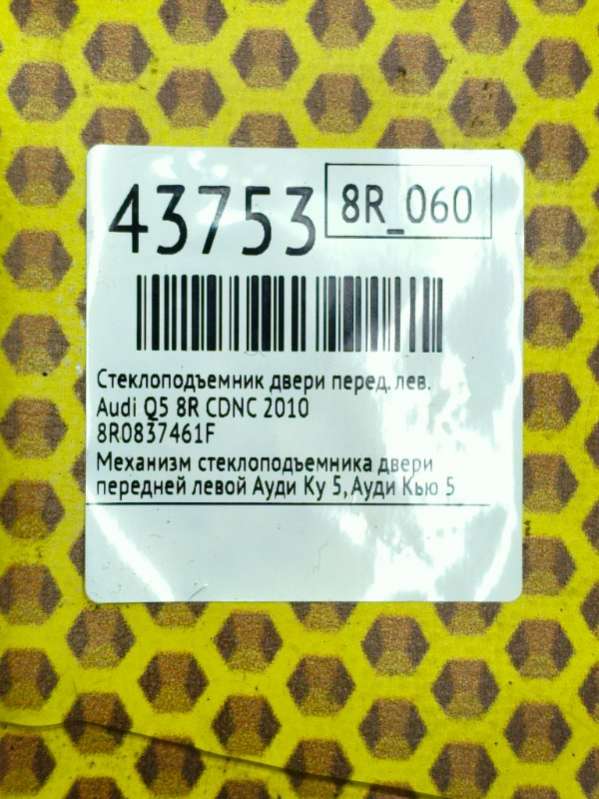 43753
8R_060
Стеклоподъемник двери перед. лев.
Audi Q5 8R CDNC 2010
8R0837461F
Механизм стеклоподъемника двери
передней левой Ауди Ку 5, Ауди Кью 5